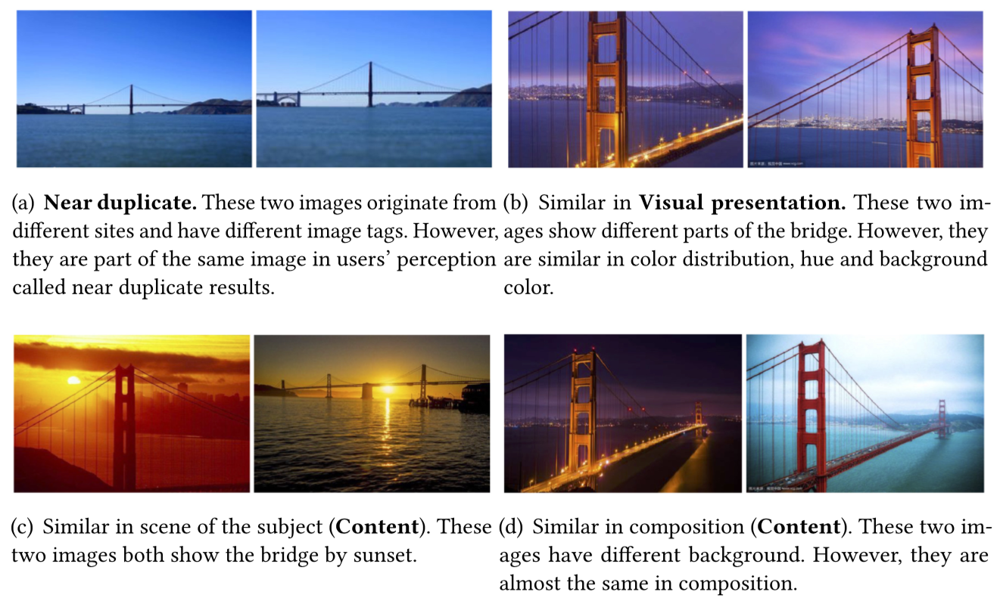 (a) Near duplicate. These two images originate from
different sites and have different image tags. However,
they are part of the same image in users' perception
called near duplicate results.
(b) Similar in Visual presentation. These two im-
ages show different parts of the bridge. However, they
are similar in color distribution, hue and background
color.
(c) Similar in scene of the subject (Content). These
two images both show the bridge by sunset.
(d) Similar in composition (Content). These two im-
ages have different background. However, they are
almost the same in composition.